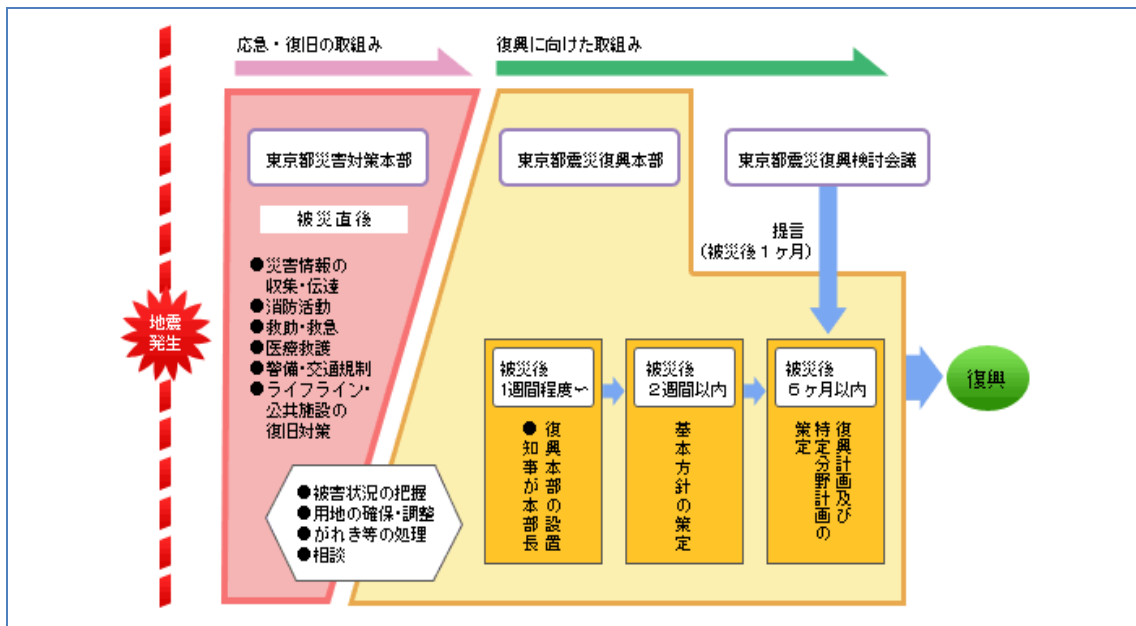 応急・復旧の取組み
復興に向けた取組み
東京都災害対策本部
東京都震災復興本部
東京都震災復興検討会議
被災直後
提言
(被災後1ヶ月)
●災害情報の
収集・伝達
●消防活動
●救助・救急
●医療救護
●警備・交通規制
●ライフライン・
公共施設の
復旧対策
地震
発生
●被害状況の把握
●用地の確保・調整
●がれき等の処理
●相談
被災後
1週間程度~
復興本部の設置
●知事が本部長
被災後
2週間以内
基本方針の策定
被災後
6ヶ月以内
復興計画及び
特定分野計画の
策定
復興